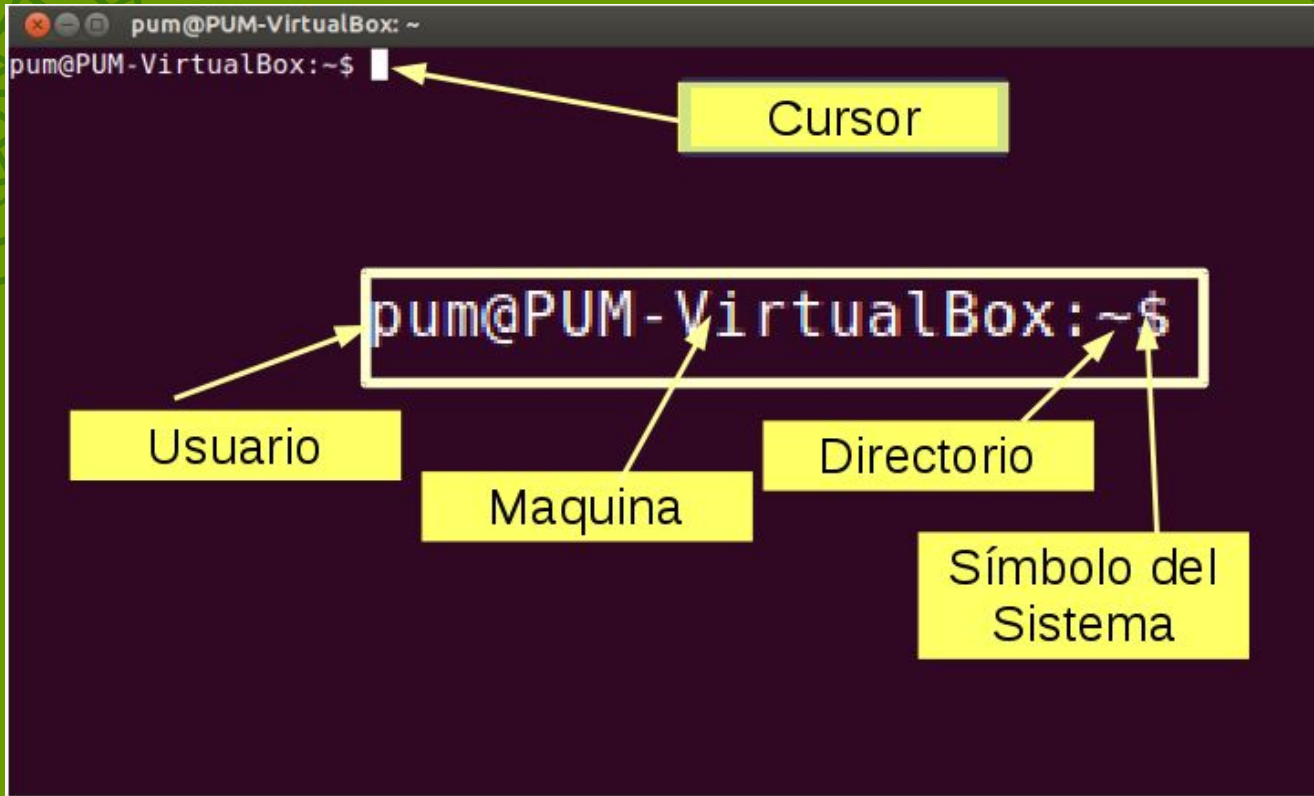 pum@PUM-VirtualBox: ~
pum@PUM-VirtualBox:~$
Cursor
pum@PUM-VirtualBox:~$
Usuario
Maquina
Directorio
Símbolo del
Sistema